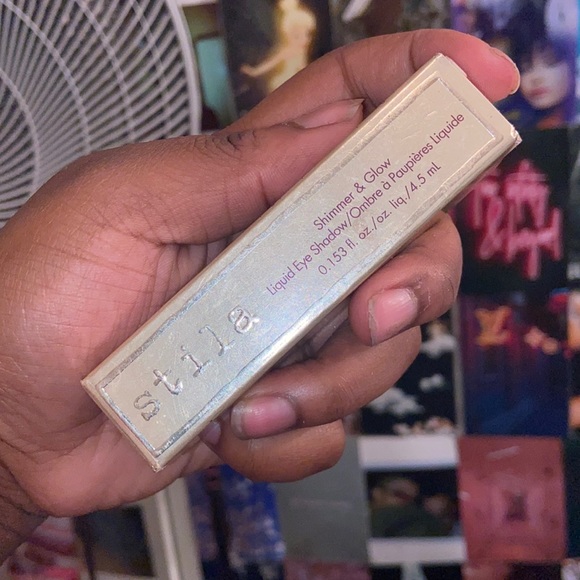 stila
Shimmer & Glow
Liquid Eye Shadow/Ombre à Paupières Liquide
0.153 fl. oz./oz. liq./4.5 mL